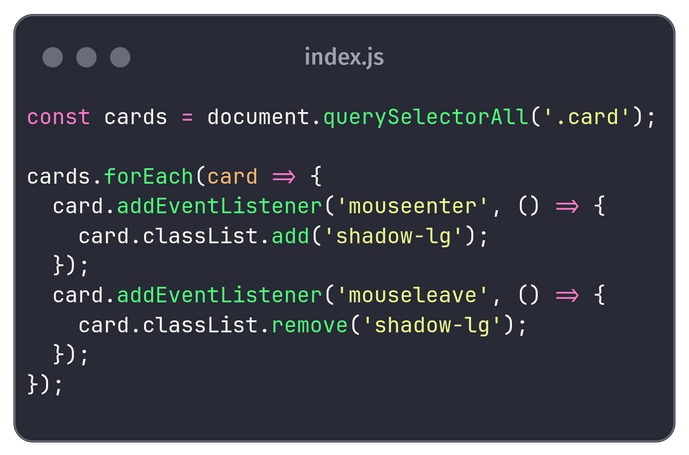 index.js
const cards = document.querySelectorAll('.card');
cards.forEach(card => {
  card.addEventListener('mouseenter', () => {
    card.classList.add('shadow-lg');
  });
  card.addEventListener('mouseleave', () => {
    card.classList.remove('shadow-lg');
  });
});